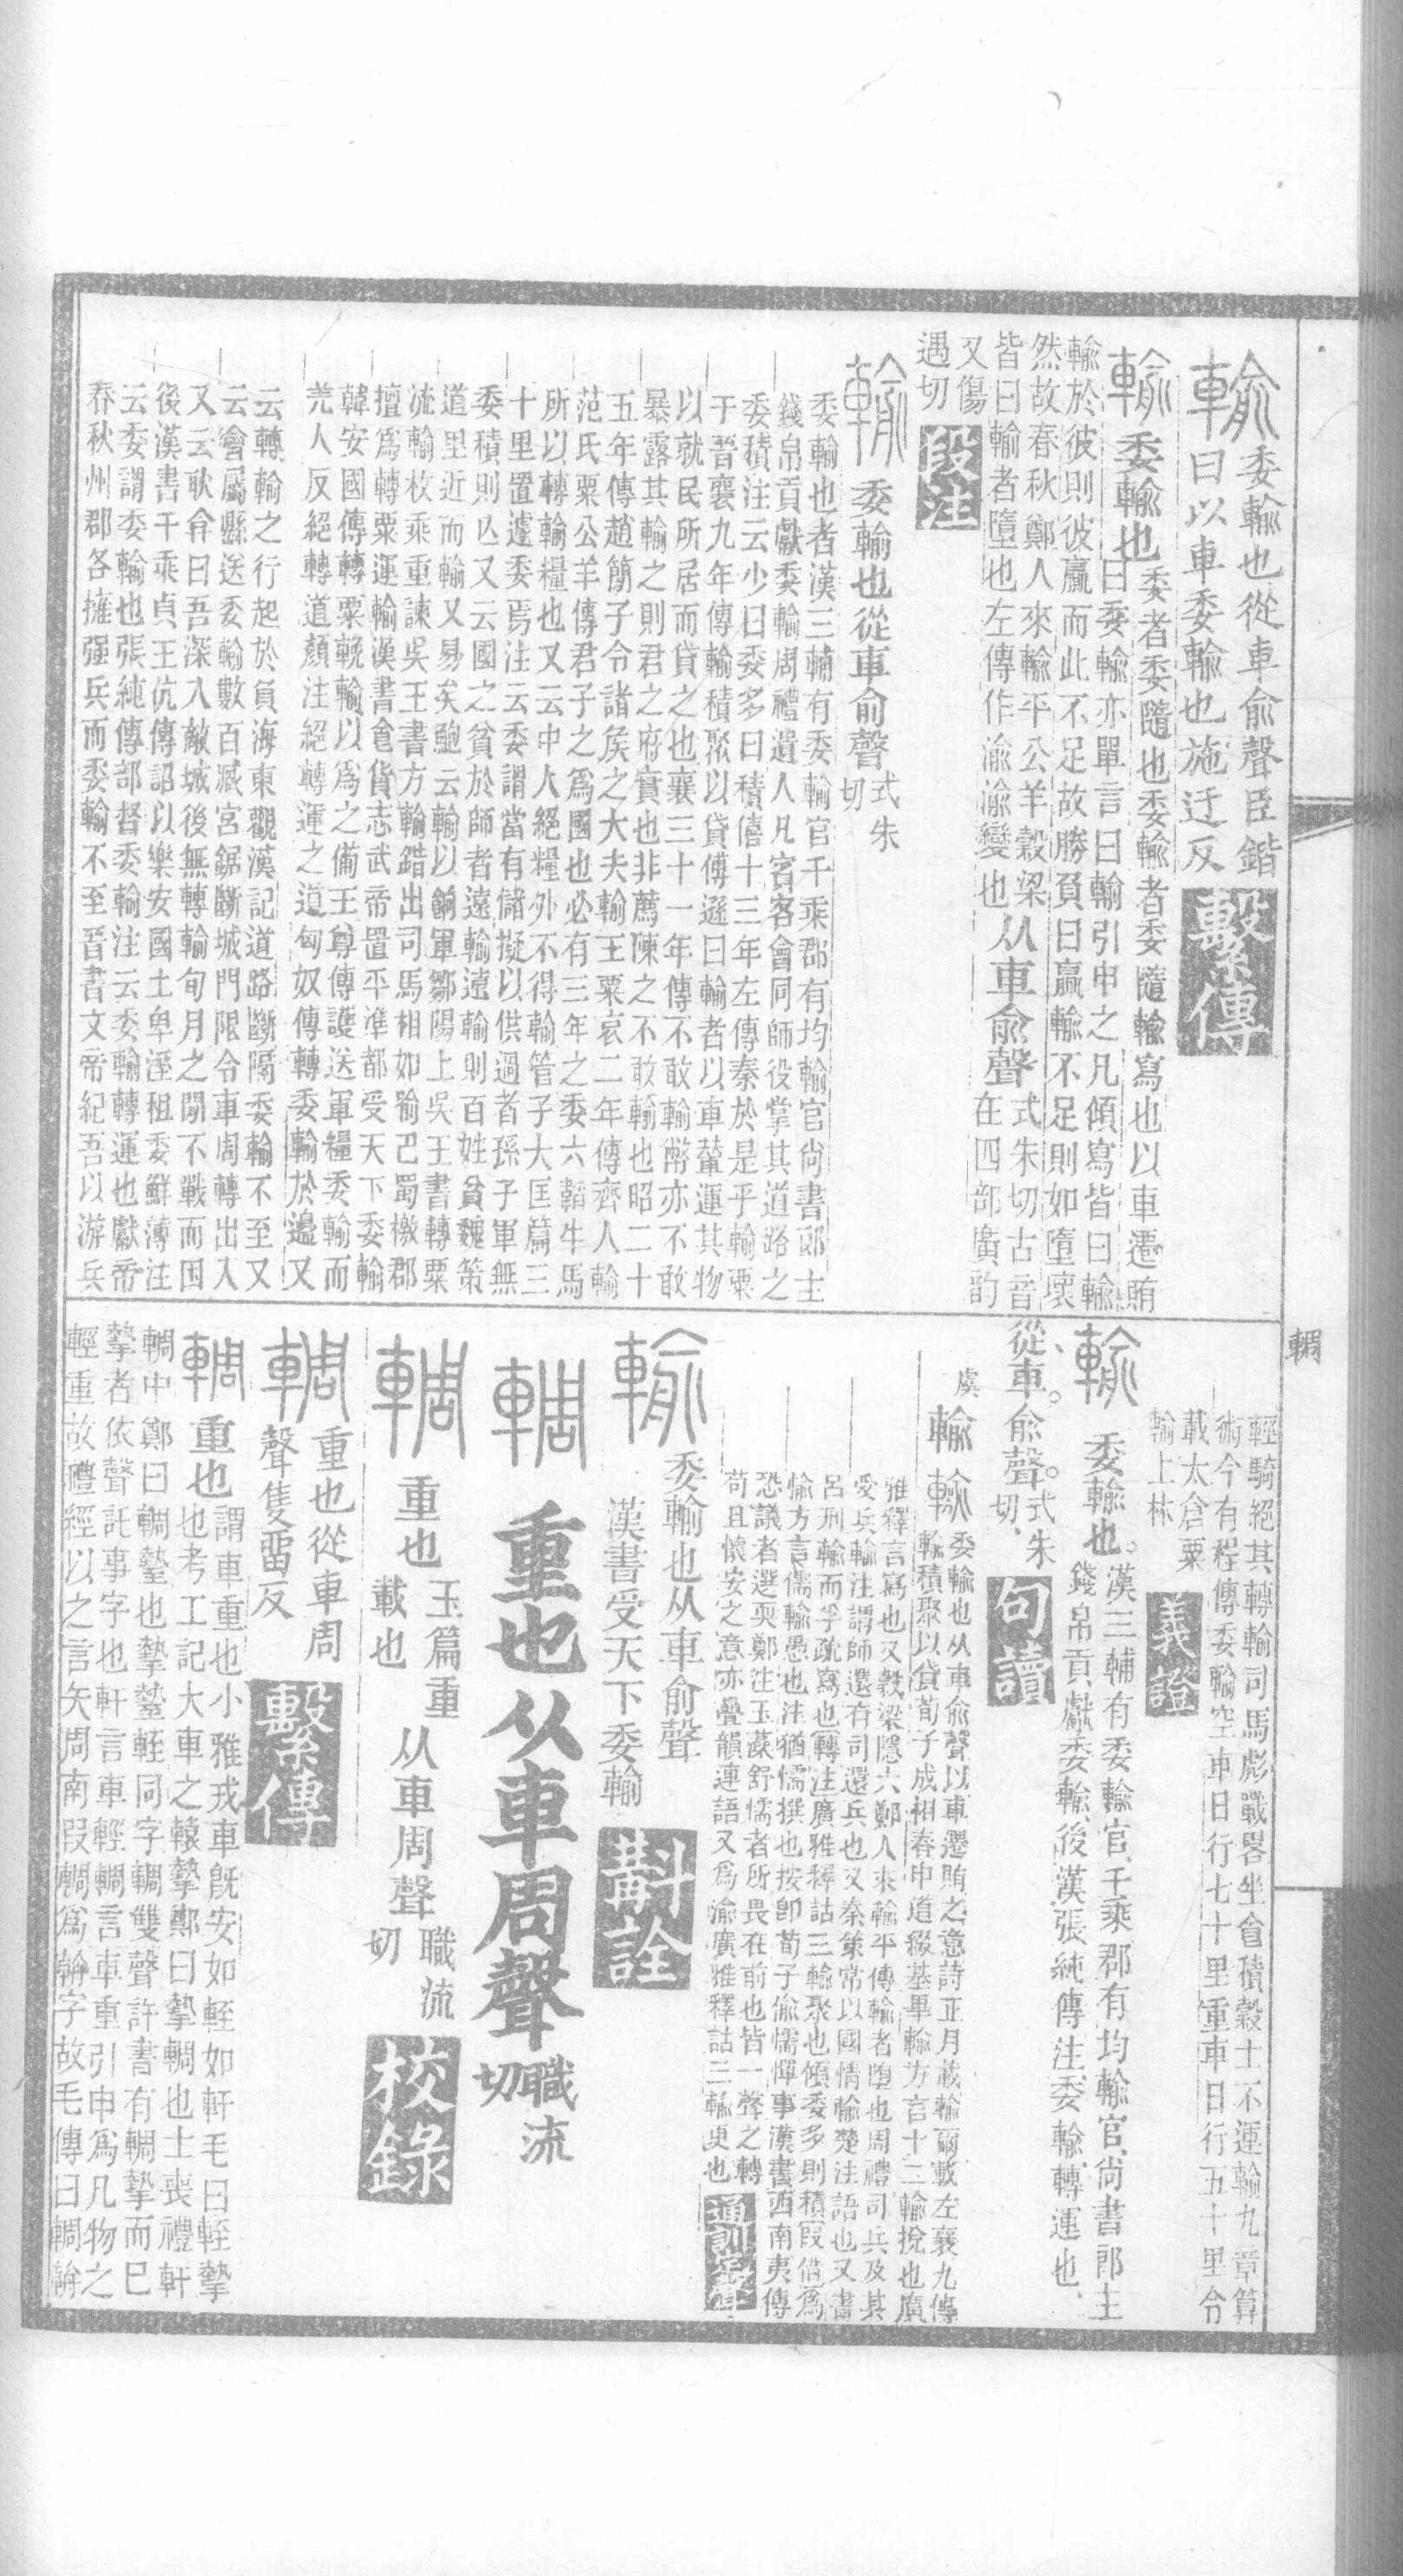 輸委輸也從車俞聲臣鍇
曰以車委輸也施迂反
繫傳
輸委輸也委者委隨也委輸者委隨輸寫也以車遷賄
曰委輸亦單言曰輸引申之凡傾寫皆曰輸
輸於彼則彼贏而此不足故勝負曰贏輸不足則如墮壞
然故春秋鄭人來輸平公羊穀梁
皆曰輸者墮也左傳作渝渝變也从車俞聲式朱切古音在四部廣韵
又傷
遇切
段注
輸委輸也從車俞聲式朱
切
委輸也者漢三輔有委輸官千乘郡有均輸官尚書郎主
錢帛貢獻委輸周禮遺人凡賓客會同師役掌其道路之
委積注云少曰委多曰積僖十三年左傳秦於是乎輸粟
于晉襄九年傳輸積聚以貸傅遜曰輸者以車輦運其物
以就民所居而貸之也襄三十一年傳不敢輸幣亦不敢
暴露其輸之則君之府實也非薦陳之不敢輸也昭二十
五年傳趙簡子令諸矦之大夫輸王粟哀二年傳齊人輸
范氏粟公羊傳君子之爲國也必有三年之委六韜牛馬
所以轉輸糧也又云中人絕糧外不得輸管子大匡篇三
十里置遽委焉注云委謂當有儲擬以供過者孫子軍無
委積則亾又云國之貧於師者遠輸遠輸則百姓貧魏策
道里近而輸又易矣鮑云輸以餉軍鄒陽上吳王書轉粟
流輸枚乘重諫吳王書方輸錯出司馬相如喻巴蜀檄郡
擅爲轉粟運輸漢書食貨志武帝置平準都受天下委輸
韓安國傳轉粟輓輸以爲之備王尊傳護送軍糧委輸而
羌人反絕轉道顏注絕轉運之道匈奴傳轉委輸於邊又
云轉輸之行起於負海東觀漢記道路斷隔委輸不至又
云會屬縣送委輸數百臧宮鋸斷城門限令車周轉出入
又云耿弇曰吾深入敵城後無轉輸旬月之閒不戰而困
後漢書千乘貞王伉傳詔以樂安國土卑溼租委鮮薄注
云委謂委輸也張純傳部督委輸注云委輸轉運也獻帝
春秋州郡各擁强兵而委輸不至晉書文帝紀吾以游兵
輖
輕騎絕其轉輸司馬彪戰畧坐食積穀士不運輸九章算
術今有程傳委輸空車日行七十里重車日行五十里今
載太倉粟
輸上林
義證
輸委輸也。漢三輔有委輸官、千乘郡有均輸官、尚書郎主
錢帛貢獻委輸、後漢張純傳注、委輸、轉運也、
從車。俞聲。式朱
切、
句讀
虞輸輸委輸也从車俞聲以車遷賄之意詩正月載輸爾載左襄九傳
輸積聚以貸荀子成相春申道綴基畢輸方言十二輸挩也廣
雅釋言寫也又穀梁隱六鄭人來輸平傳輸者墮也周禮司兵及其
受兵輸注謂師還有司還兵也又秦策常以國情輸楚注語也又書
呂刑輸而孚疏寫也轉注廣雅釋詁三輸聚也傾委多則積叚借爲
愉方言儒輸愚也注猶懦撰也按卽荀子偷懦憚事漢書西南夷傳
恐議者選耎鄭注玉藻舒懦者所畏在前也皆一聲之轉
苟且懷安之意亦疊韻連語又爲渝廣雅釋詁三輸更也
通訓定聲
輸委輸也从車俞聲
漢書受天下委輸
斠詮
輖重也从車周聲職流
切
輖重也玉篇重
載也从車周聲職流
切
校錄
輖重也從車周
聲隻畱反
繫傳
輖重也謂車重也小雅戎車旣安如輊如軒毛曰輊摯
也考工記大車之轅摯鄭曰摯輖也士喪禮軒
輖中鄭曰輖摯也摯輊同字輖雙聲許書有輖摯而已
摯者依聲託事字也軒言車輕輖言車重引申爲凡物之
輕重故禮經以之言矢周南叚輖爲朝字故毛傳曰輖朝